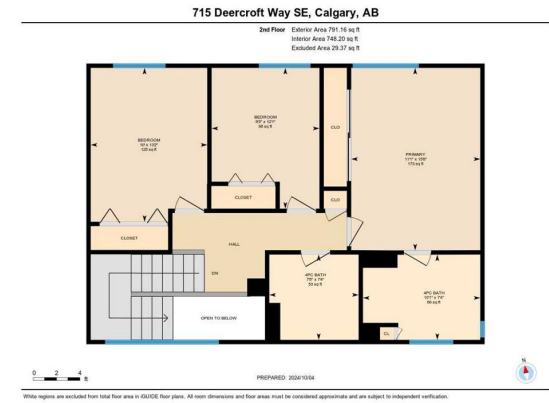 715 Deercroft Way SE, Calgary, AB
2nd Floor Exterior Area 791.16 sq ft
Interior Area 748.20 sq ft
Excluded Area 29.37 sq ft
BEDROOM
125 sq ft
BEDROOM
98 sq ft
CLO
PRIMARY
173 sq ft
CLOSET
CLO
CLOSET
HALL
DN
4PC BATH
53 sq ft
4PC BATH
66 sq ft
OPEN TO BELOW
CL
0 2 4
ft
PREPARED: 2024/10/04
N
White regions are excluded from total floor area in iGUIDE floor plans. All room dimensions and floor areas must be considered approximate and are subject to independent verification.